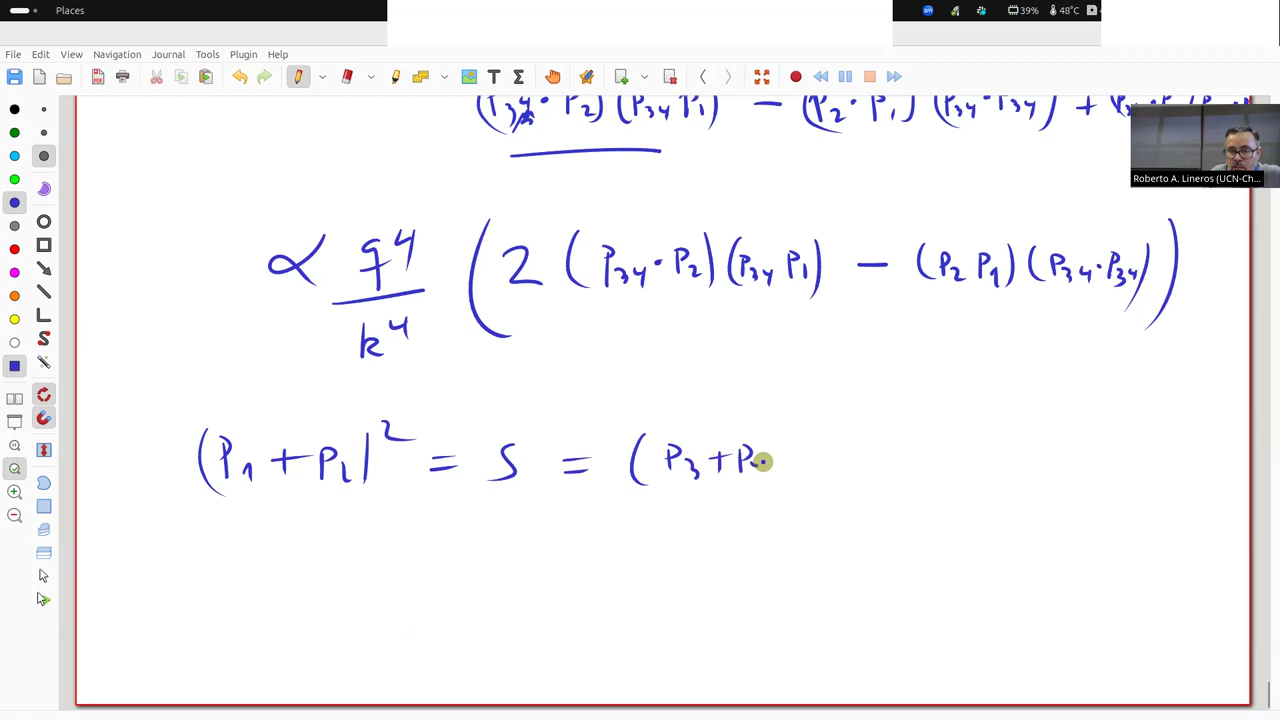 Places
39% 48°C
File Edit View Navigation Journal Tools Plugin Help
(P₃₄ · P₂)(P₃₄ P₁) − (P₂ · P₁)(P₃₄ · P₃₄) +
Roberto A. Lineros (UCN-Ch...
∝ q⁴/k⁴ (2 (P₃₄ · P₂)(P₃₄ P₁) − (P₂ P₁)(P₃₄ · P₃₄))
(P₁ + P₂)² = S = (P₃ + P